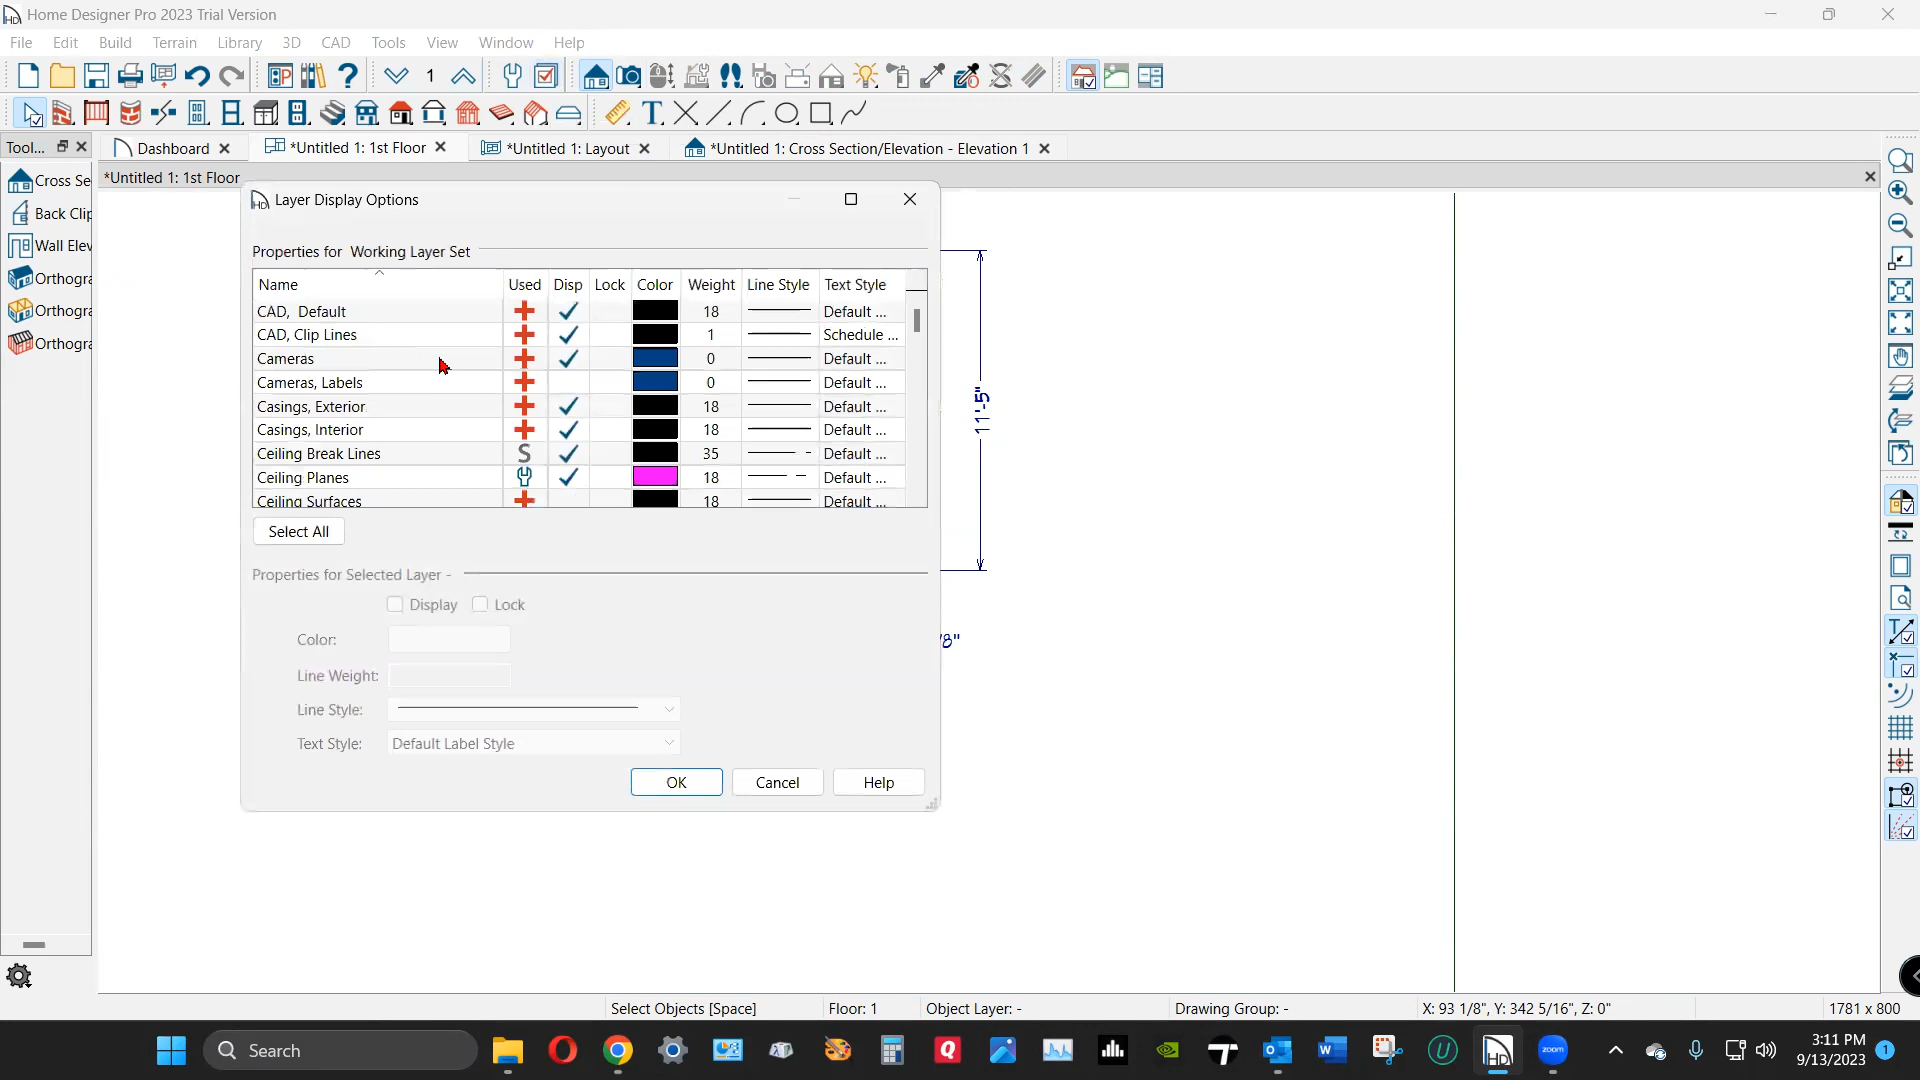 Home Designer Pro 2023 Trial Version
File Edit Build Terrain Library 3D CAD Tools View Window Help
1
Tool...
Dashboard
*Untitled 1: 1st Floor
*Untitled 1: Layout
*Untitled 1: Cross Section/Elevation - Elevation 1
*Untitled 1: 1st Floor
Cross Se
Back Clip
Wall Elev
Orthogra
Orthogra
Orthogra
Layer Display Options
Properties for Working Layer Set
Name Used Disp Lock Color Weight Line Style Text Style
CAD, Default 18 Default ...
CAD, Clip Lines 1 Schedule ...
Cameras 0 Default ...
Cameras, Labels 0 Default ...
Casings, Exterior 18 Default ...
Casings, Interior 18 Default ...
Ceiling Break Lines S 35 Default ...
Ceiling Planes 18 Default ...
Ceiling Surfaces 18 Default ...
Select All
Properties for Selected Layer -
Display Lock
Color:
Line Weight:
Line Style:
Text Style: Default Label Style
OK Cancel Help
11'-5"
/8"
Select Objects [Space] Floor: 1 Object Layer: - Drawing Group: - X: 93 1/8", Y: 342 5/16", Z: 0" 1781 x 800
Search
zoom
3:11 PM
9/13/2023
1